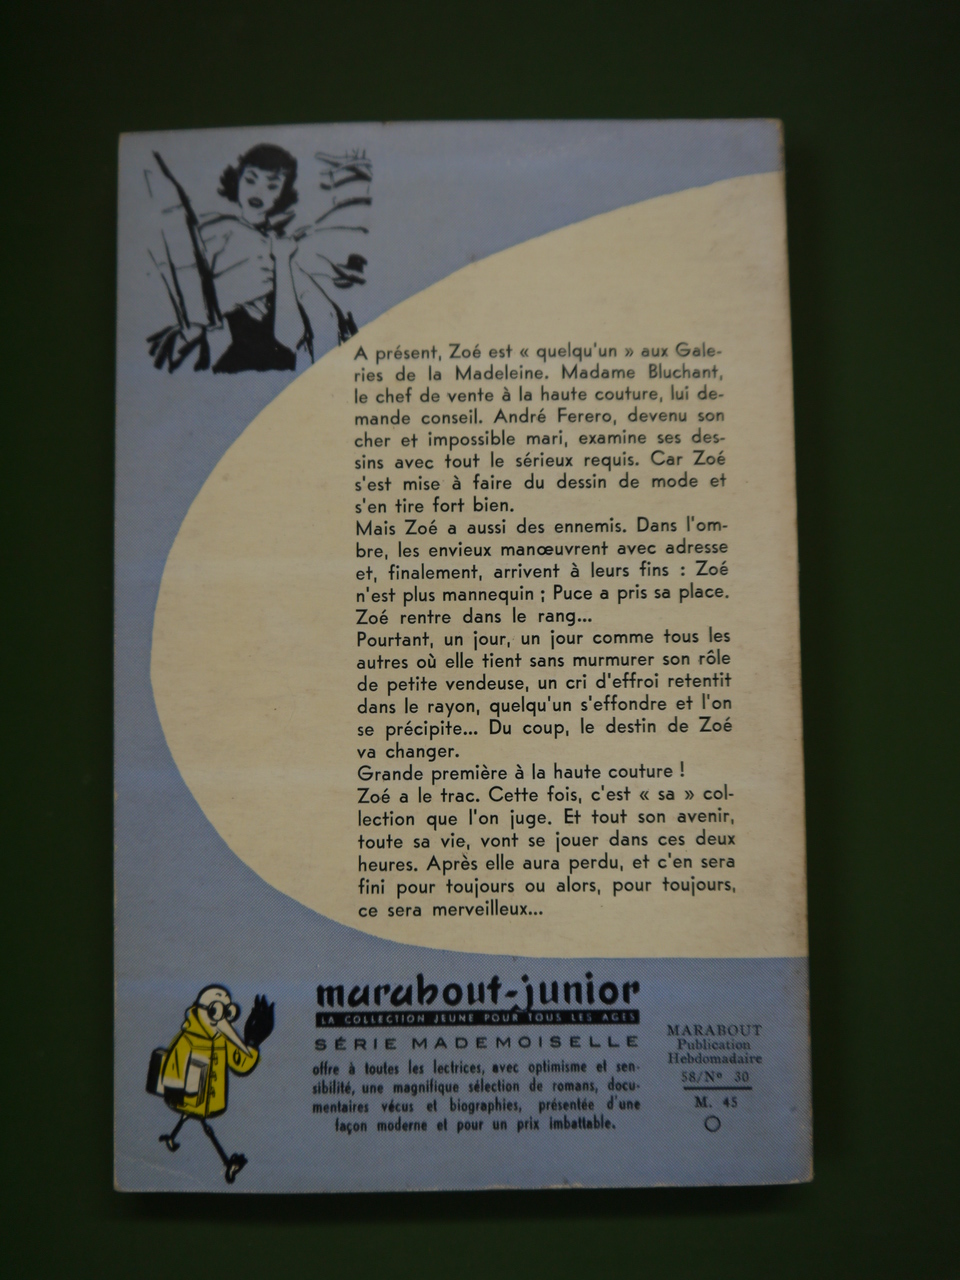 A présent, Zoé est « quelqu'un » aux Gale-
ries de la Madeleine. Madame Bluchant,
le chef de vente à la haute couture, lui de-
mande conseil. André Ferero, devenu son
cher et impossible mari, examine ses des-
sins avec tout le sérieux requis. Car Zoé
s'est mise à faire du dessin de mode et
s'en tire fort bien.
Mais Zoé a aussi des ennemis. Dans l'om-
bre, les envieux manœuvrent avec adresse
et, finalement, arrivent à leurs fins : Zoé
n'est plus mannequin ; Puce a pris sa place.
Zoé rentre dans le rang...
Pourtant, un jour, un jour comme tous les
autres où elle tient sans murmurer son rôle
de petite vendeuse, un cri d'effroi retentit
dans le rayon, quelqu'un s'effondre et l'on
se précipite... Du coup, le destin de Zoé
va changer.
Grande première à la haute couture !
Zoé a le trac. Cette fois, c'est « sa » col-
lection que l'on juge. Et tout son avenir,
toute sa vie, vont se jouer dans ces deux
heures. Après elle aura perdu, et c'en sera
fini pour toujours ou alors, pour toujours,
ce sera merveilleux...
marabout-junior
LA COLLECTION JEUNE POUR TOUS LES AGES
SÉRIE MADEMOISELLE
offre à toutes les lectrices, avec optimisme et sen-
sibilité, une magnifique sélection de romans, docu-
mentaires vécus et biographies, présentée d'une
façon moderne et pour un prix imbattable.
MARABOUT
Publication
Hebdomadaire
58/Nº 30
M. 45